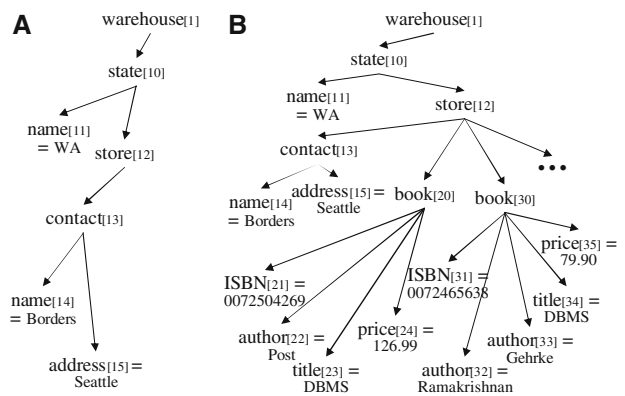 A
warehouse[1]
state[10]
name[11]
= WA
store[12]
contact[13]
name[14]
= Borders
address[15] =
Seattle
B
warehouse[1]
state[10]
name[11]
= WA
store[12]
contact[13]
•••
name[14]
= Borders
address[15] =
Seattle
book[20]
book[30]
ISBN[21] =
0072504269
author[22] =
Post
title[23] =
DBMS
price[24] =
126.99
ISBN[31] =
0072465638
author[32] =
Ramakrishnan
author[33] =
Gehrke
title[34] =
DBMS
price[35] =
79.90